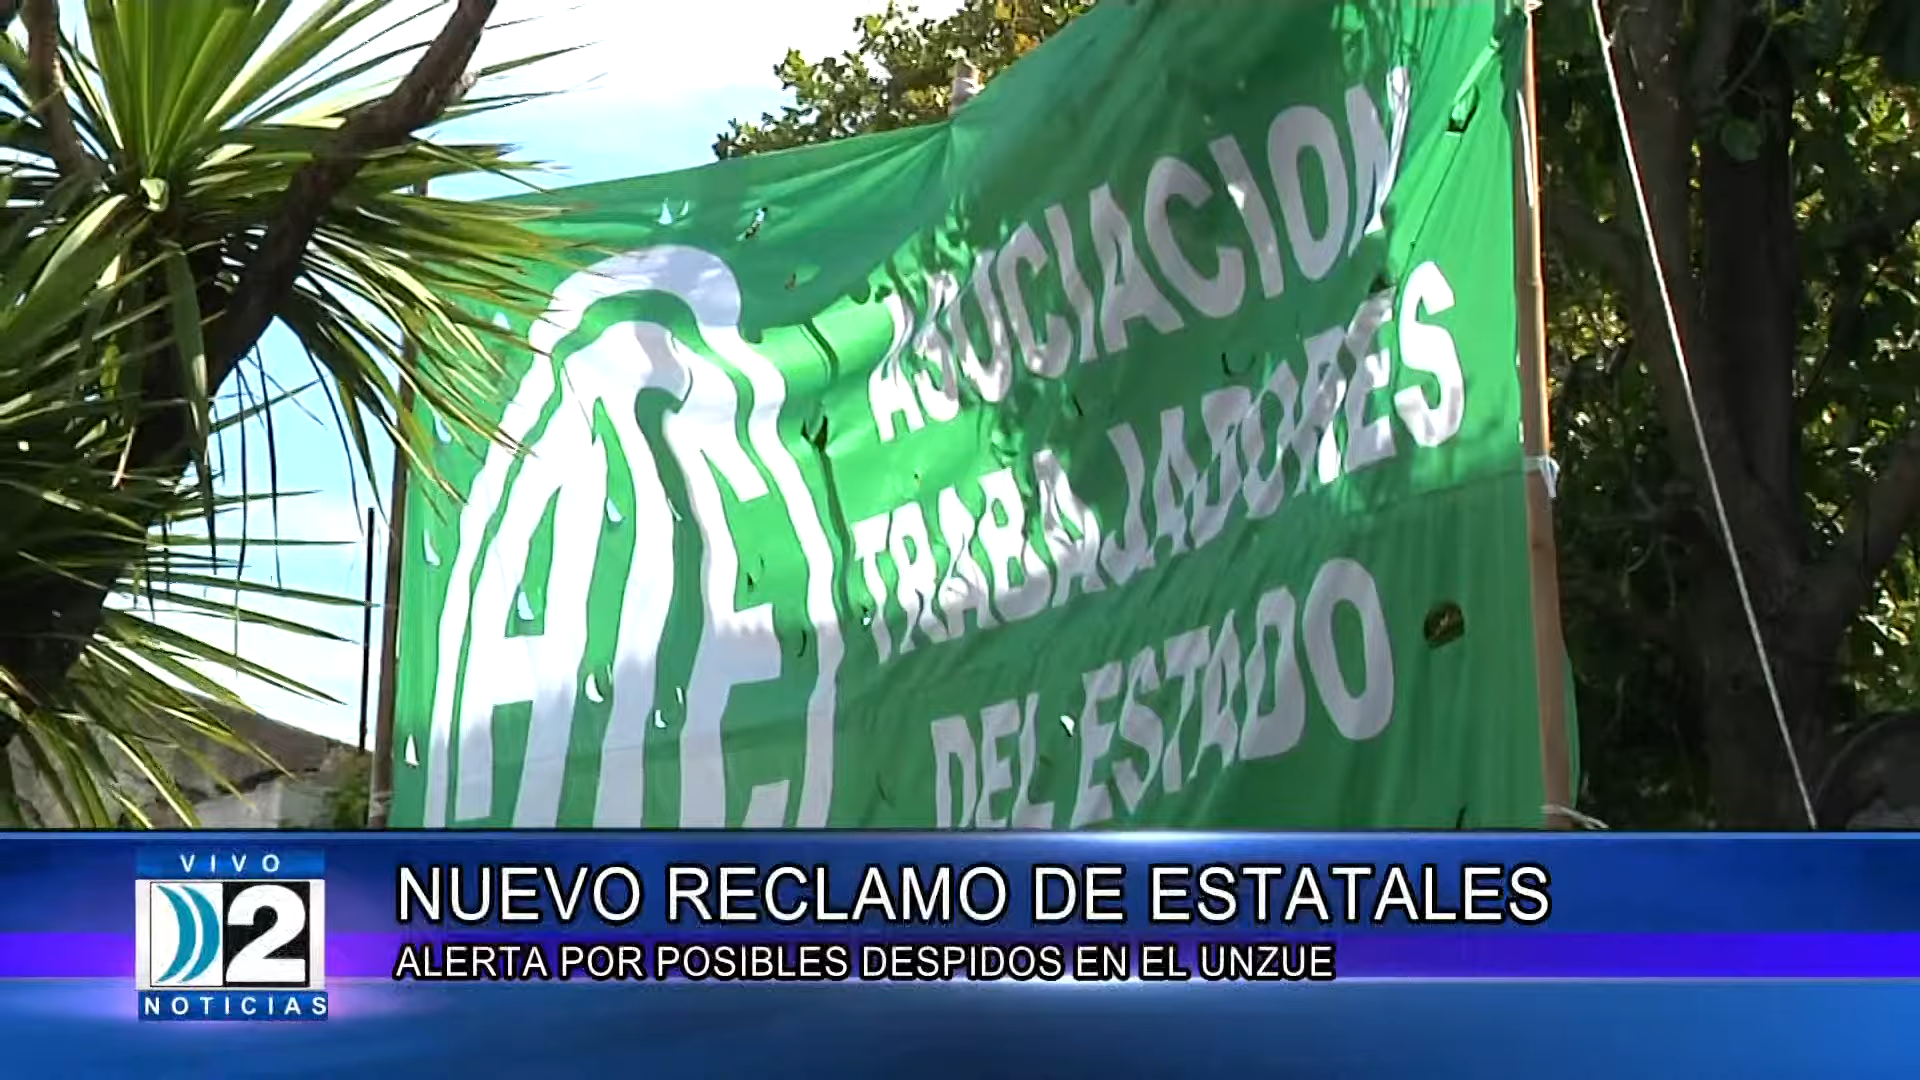 ATE
ASOCIACION
TRABAJADORES
DEL ESTADO
VIVO
2
NOTICIAS
NUEVO RECLAMO DE ESTATALES
ALERTA POR POSIBLES DESPIDOS EN EL UNZUE